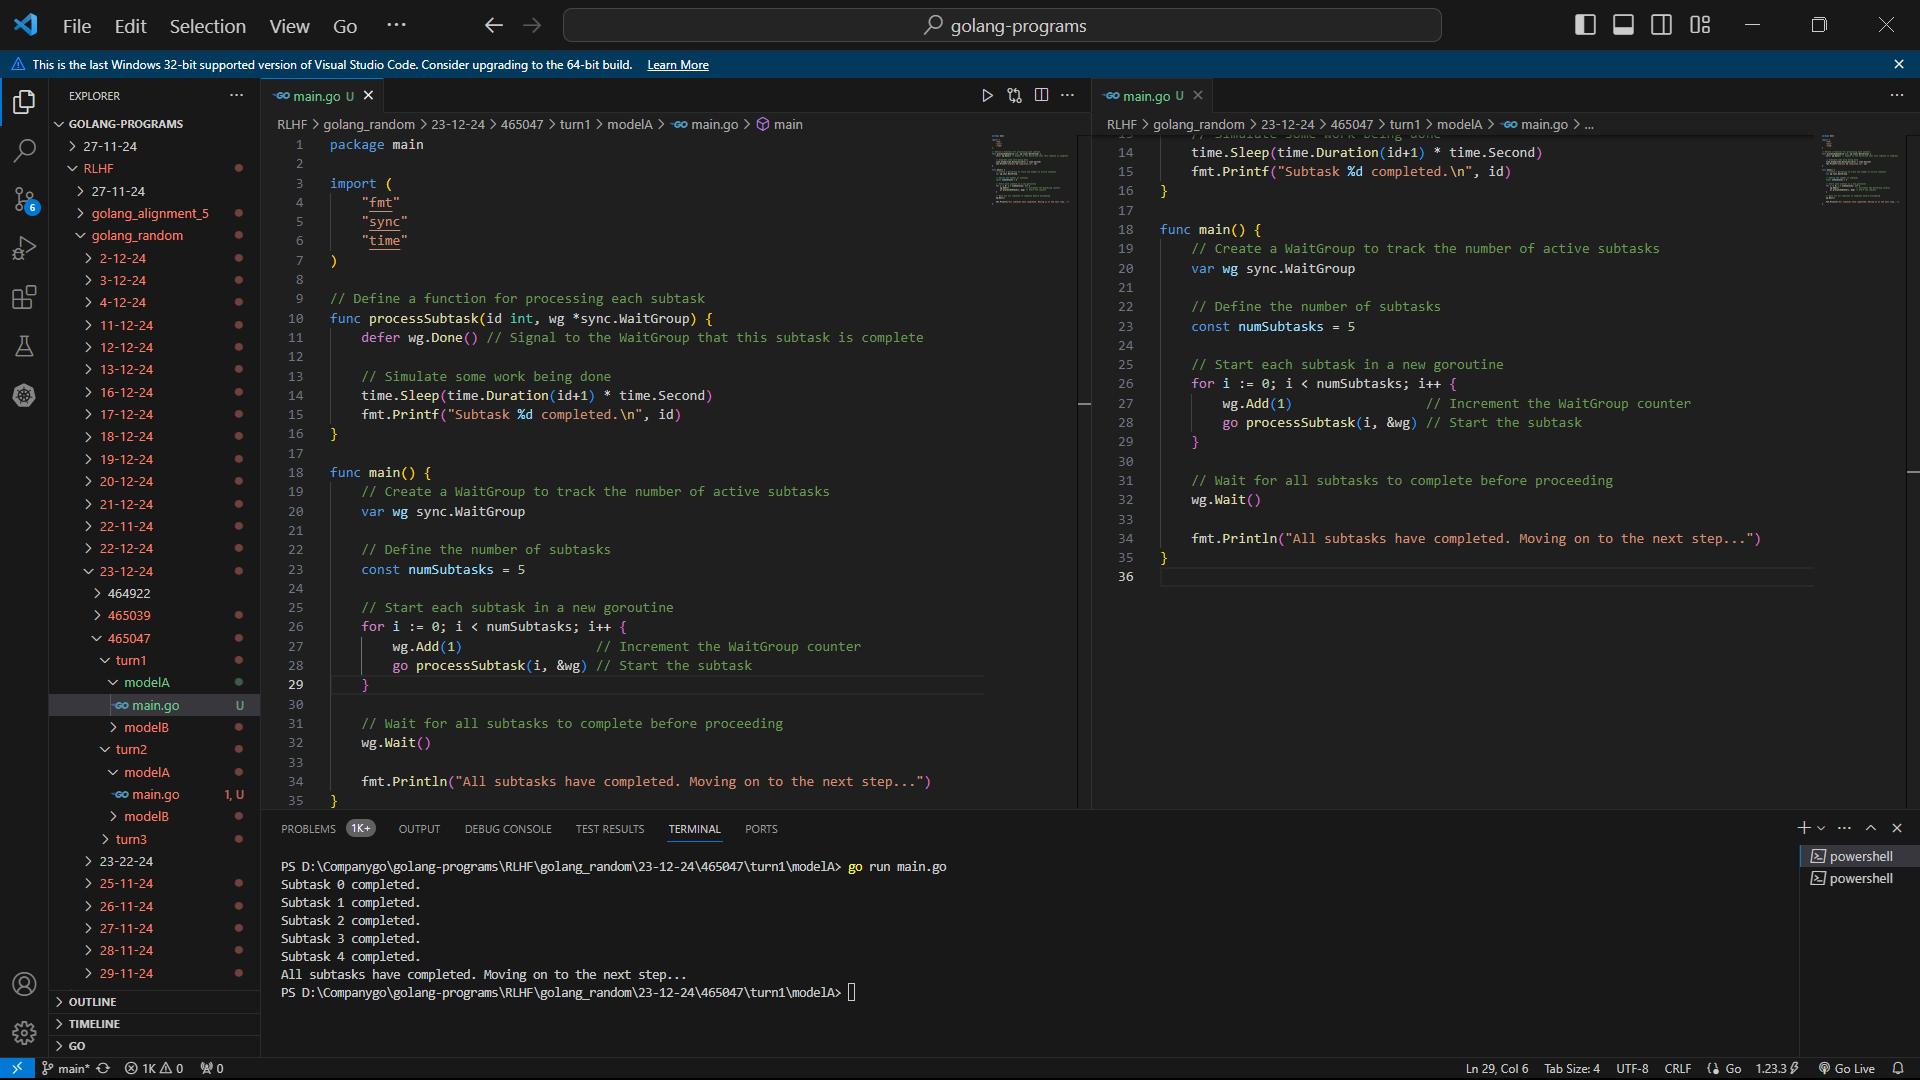 File Edit Selection View Go ···
golang-programs
This is the last Windows 32-bit supported version of Visual Studio Code. Consider upgrading to the 64-bit build. Learn More
EXPLORER
GOLANG-PROGRAMS
27-11-24
RLHF
27-11-24
golang_alignment_5
golang_random
2-12-24
3-12-24
4-12-24
11-12-24
12-12-24
13-12-24
16-12-24
17-12-24
18-12-24
19-12-24
20-12-24
21-12-24
22-11-24
22-12-24
23-12-24
464922
465039
465047
turn1
modelA
main.go U
modelB
turn2
modelA
main.go 1, U
modelB
turn3
23-22-24
25-11-24
26-11-24
27-11-24
28-11-24
29-11-24
OUTLINE
TIMELINE
GO
6
main.go U
RLHF > golang_random > 23-12-24 > 465047 > turn1 > modelA > main.go > main
1 package main
2
3 import (
4 "fmt"
5 "sync"
6 "time"
7 )
8
9 // Define a function for processing each subtask
10 func processSubtask(id int, wg *sync.WaitGroup) {
11 defer wg.Done() // Signal to the WaitGroup that this subtask is complete
12
13 // Simulate some work being done
14 time.Sleep(time.Duration(id+1) * time.Second)
15 fmt.Printf("Subtask %d completed.\n", id)
16 }
17
18 func main() {
19 // Create a WaitGroup to track the number of active subtasks
20 var wg sync.WaitGroup
21
22 // Define the number of subtasks
23 const numSubtasks = 5
24
25 // Start each subtask in a new goroutine
26 for i := 0; i < numSubtasks; i++ {
27 wg.Add(1) // Increment the WaitGroup counter
28 go processSubtask(i, &wg) // Start the subtask
29 }
30
31 // Wait for all subtasks to complete before proceeding
32 wg.Wait()
33
34 fmt.Println("All subtasks have completed. Moving on to the next step...")
35 }
main.go U
RLHF > golang_random > 23-12-24 > 465047 > turn1 > modelA > main.go > ...
13 // Simulate some work being done
14 time.Sleep(time.Duration(id+1) * time.Second)
15 fmt.Printf("Subtask %d completed.\n", id)
16 }
17
18 func main() {
19 // Create a WaitGroup to track the number of active subtasks
20 var wg sync.WaitGroup
21
22 // Define the number of subtasks
23 const numSubtasks = 5
24
25 // Start each subtask in a new goroutine
26 for i := 0; i < numSubtasks; i++ {
27 wg.Add(1) // Increment the WaitGroup counter
28 go processSubtask(i, &wg) // Start the subtask
29 }
30
31 // Wait for all subtasks to complete before proceeding
32 wg.Wait()
33
34 fmt.Println("All subtasks have completed. Moving on to the next step...")
35 }
36
PROBLEMS 1K+ OUTPUT DEBUG CONSOLE TEST RESULTS TERMINAL PORTS
PS D:\Companygo\golang-programs\RLHF\golang_random\23-12-24\465047\turn1\modelA> go run main.go
Subtask 0 completed.
Subtask 1 completed.
Subtask 2 completed.
Subtask 3 completed.
Subtask 4 completed.
All subtasks have completed. Moving on to the next step...
PS D:\Companygo\golang-programs\RLHF\golang_random\23-12-24\465047\turn1\modelA>
powershell
powershell
main* 1K 0 0 Ln 29, Col 6 Tab Size: 4 UTF-8 CRLF Go 1.23.3 Go Live